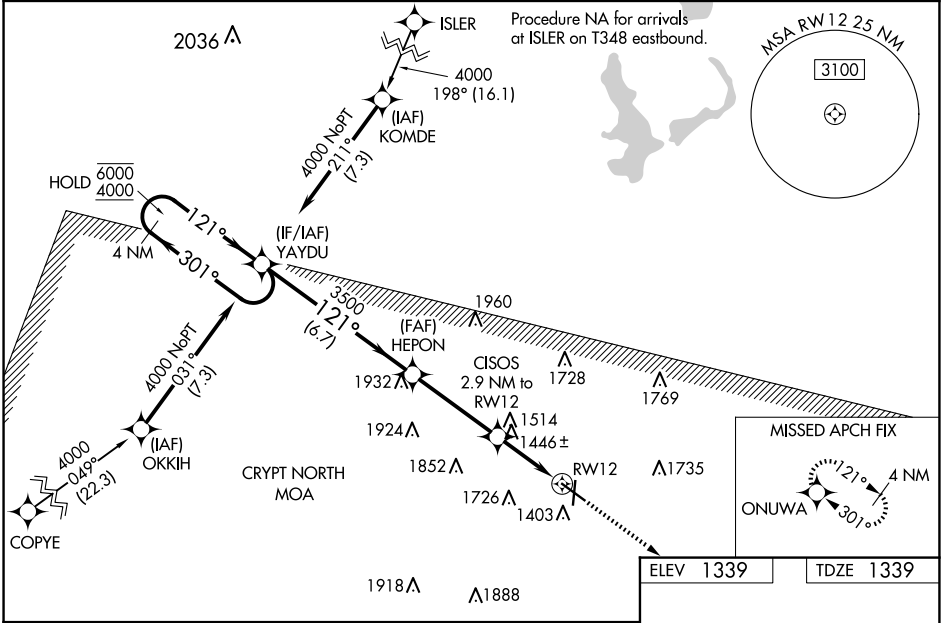 2036
ISLER
Procedure NA for arrivals
at ISLER on T348 eastbound.
MSA RW12 25 NM
3100
4000
198° (16.1)
(IAF)
KOMDE
4000 NoPT
211°
(7.3)
HOLD 6000
4000
121°
4 NM
301°
(IF/IAF)
YAYDU
3500
121°
(6.7)
1960
(FAF)
HEPON
CISOS
2.9 NM to
RW12
1728
1769
1932
1514
1446 ±
1924
4000 NoPT
031°
(7.3)
(IAF)
OKKIH
4000
049°
(22.3)
COPYE
CRYPT NORTH
MOA
1852
1726
1403
RW12
1735
MISSED APCH FIX
121°
4 NM
ONUWA
301°
1918
1888
ELEV 1339
TDZE 1339